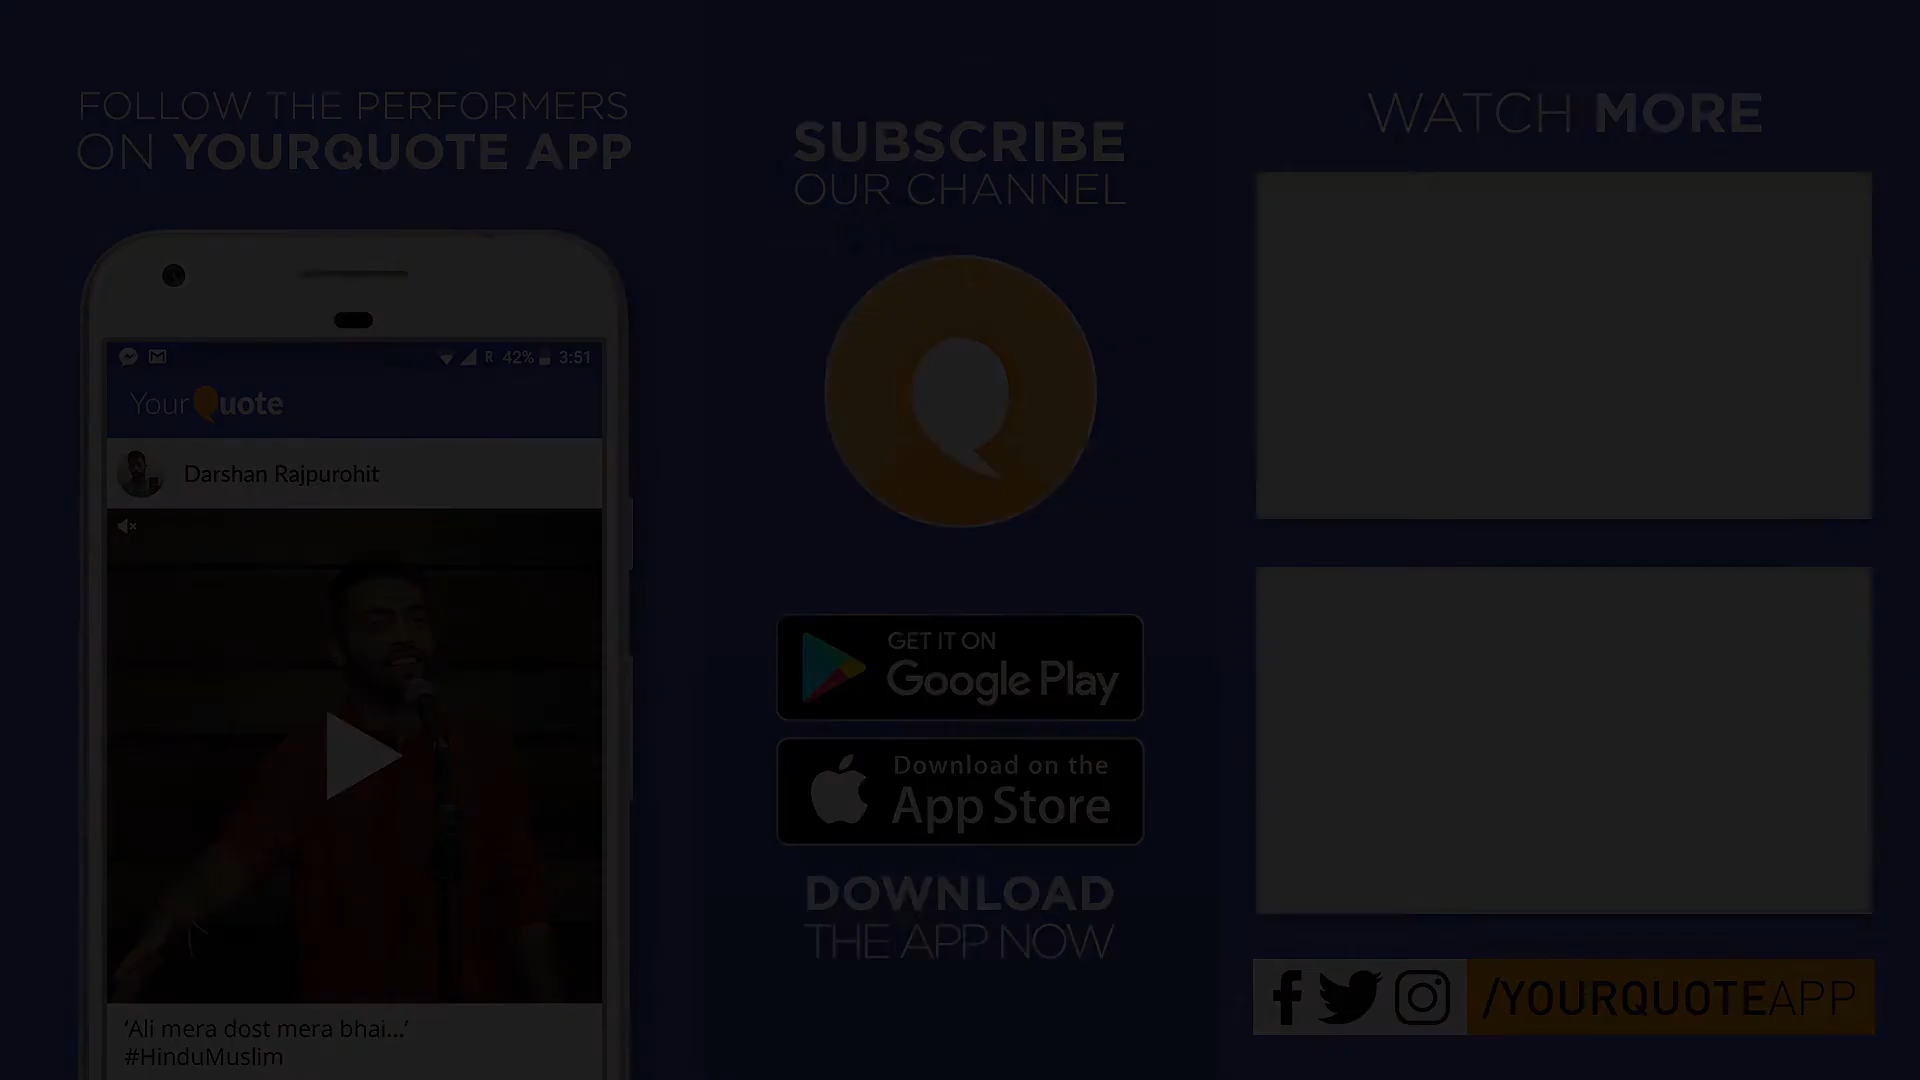 FOLLOW THE PERFORMERS
ON YOURQUOTE APP
R 42% 3:51
YourQuote
Darshan Rajpurohit
‘Ali mera dost mera bhai...’
#HinduMuslim
SUBSCRIBE
OUR CHANNEL
GET IT ON
Google Play
Download on the
App Store
DOWNLOAD
THE APP NOW
WATCH MORE
/YOURQUOTEAPP